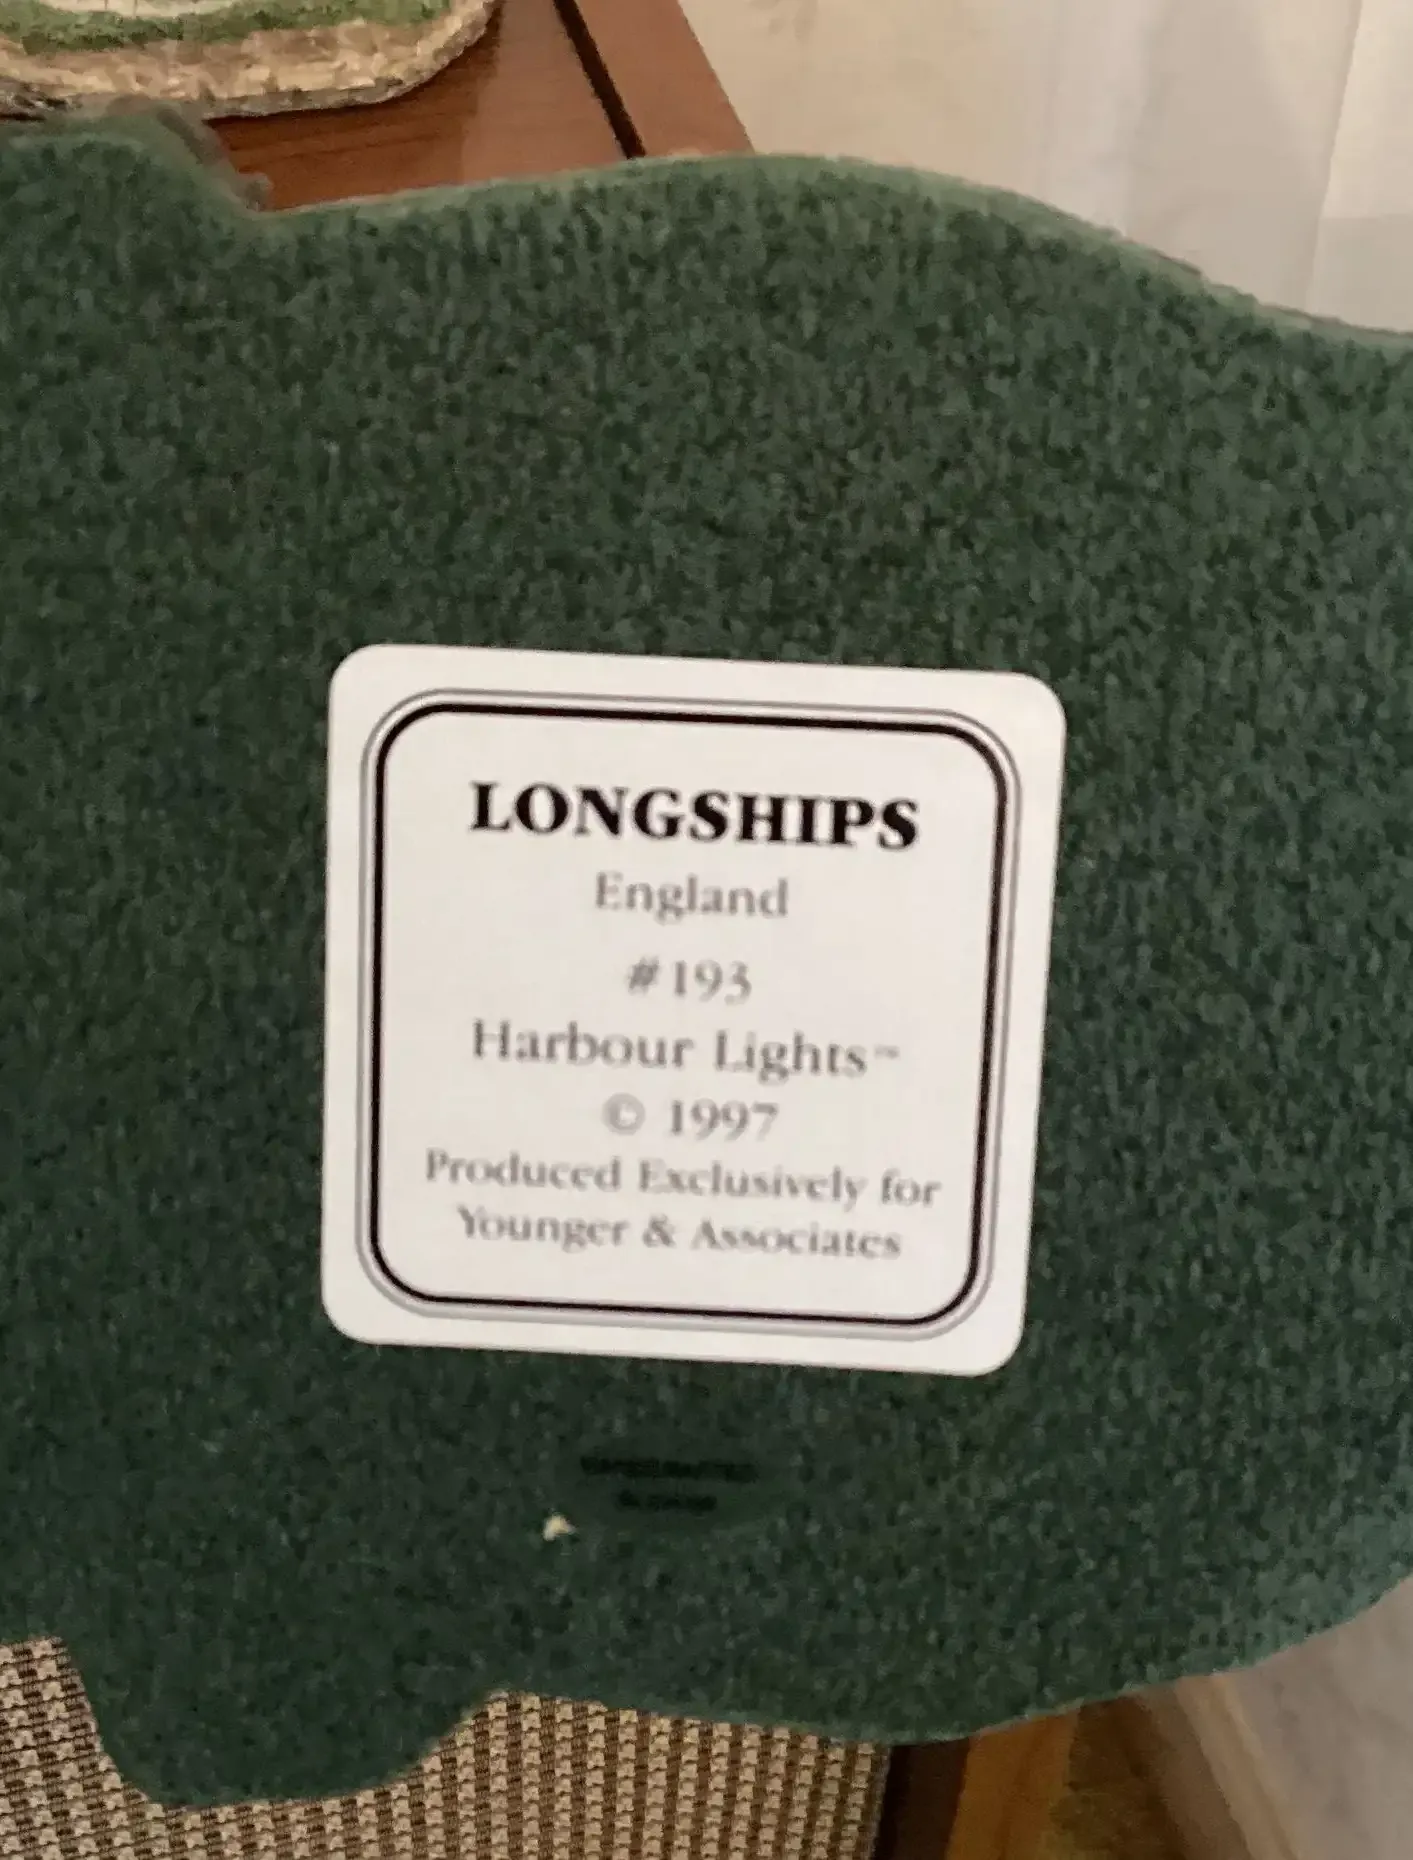 LONGSHIPS
England
#193
Harbour Lights™
© 1997
Produced Exclusively for
Younger & Associates